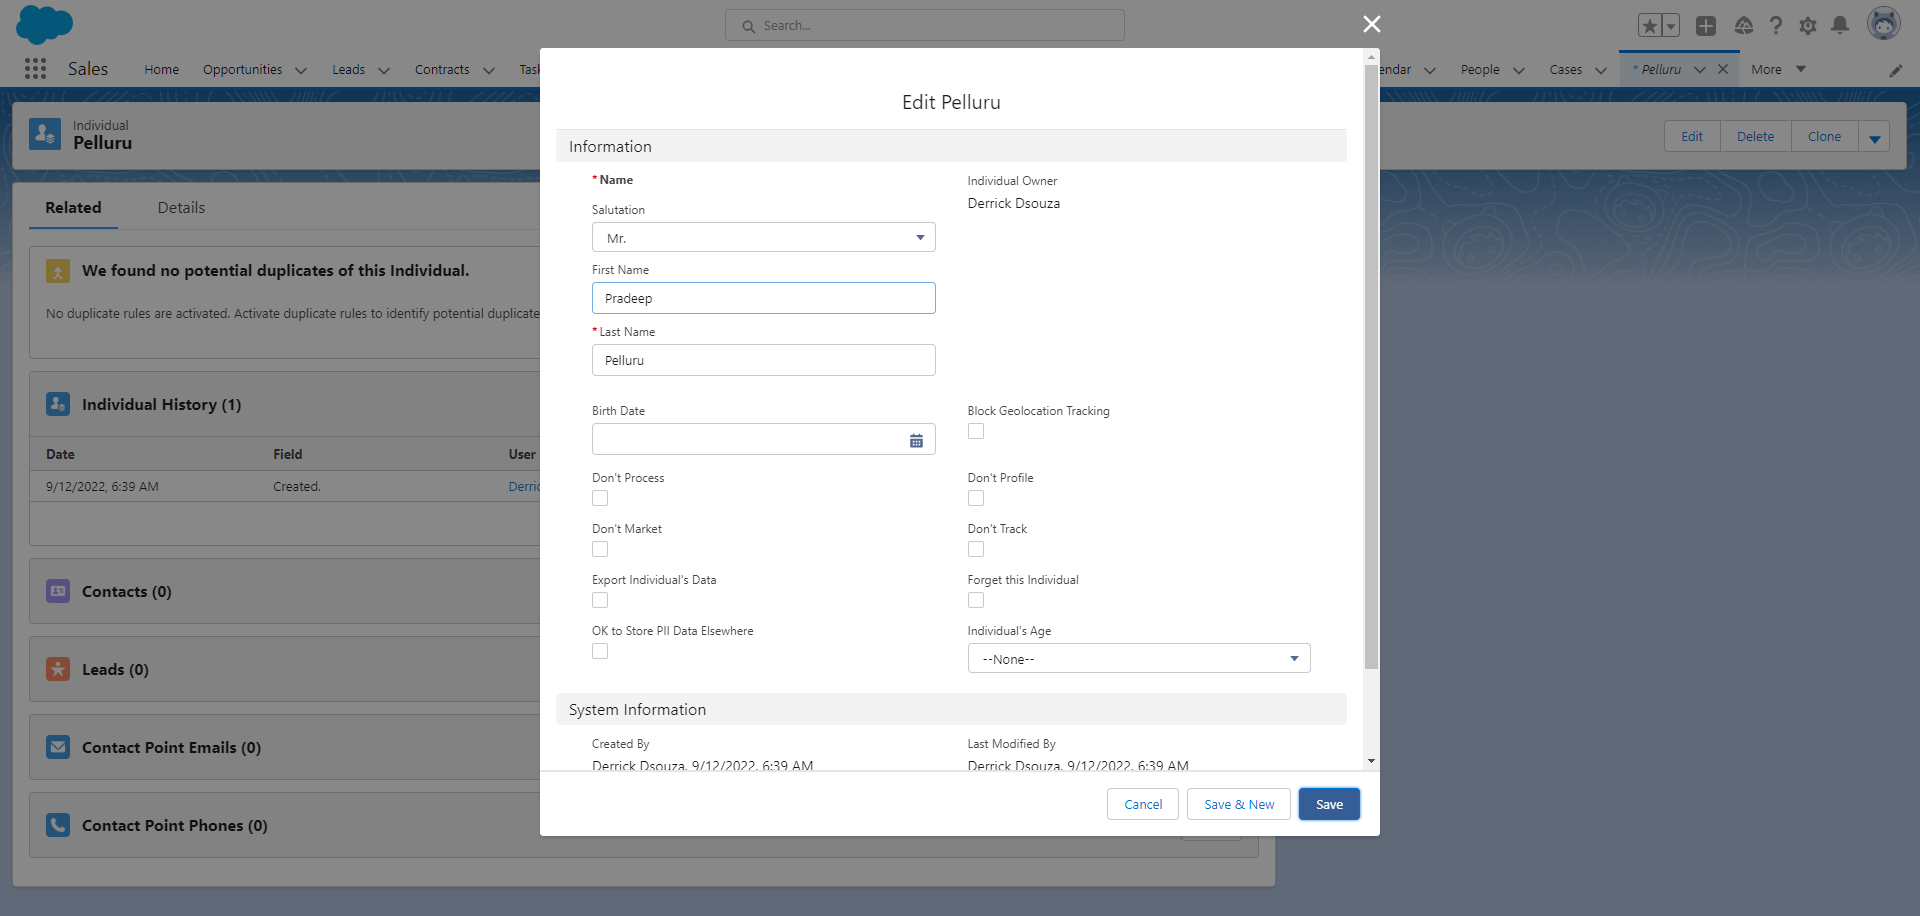 Search...
Sales
Home
Opportunities
Leads
Contracts
People
Cases
* Pelluru
More
Individual
Pelluru
Edit
Delete
Clone
Related
Details
We found no potential duplicates of this Individual.
No duplicate rules are activated. Activate duplicate rules to identify potential duplicate
Individual History (1)
Date
Field
User
9/12/2022, 6:39 AM
Created.
Contacts (0)
Leads (0)
Contact Point Emails (0)
Contact Point Phones (0)
Edit Pelluru
Information
*Name
Individual Owner
Derrick Dsouza
Salutation
Mr.
First Name
Pradeep
*Last Name
Pelluru
Birth Date
Block Geolocation Tracking
Don't Process
Don't Profile
Don't Market
Don't Track
Export Individual's Data
Forget this Individual
OK to Store PII Data Elsewhere
Individual's Age
--None--
System Information
Created By
Last Modified By
Derrick Dsouza, 9/12/2022, 6:39 AM
Derrick Dsouza, 9/12/2022, 6:39 AM
Cancel
Save & New
Save